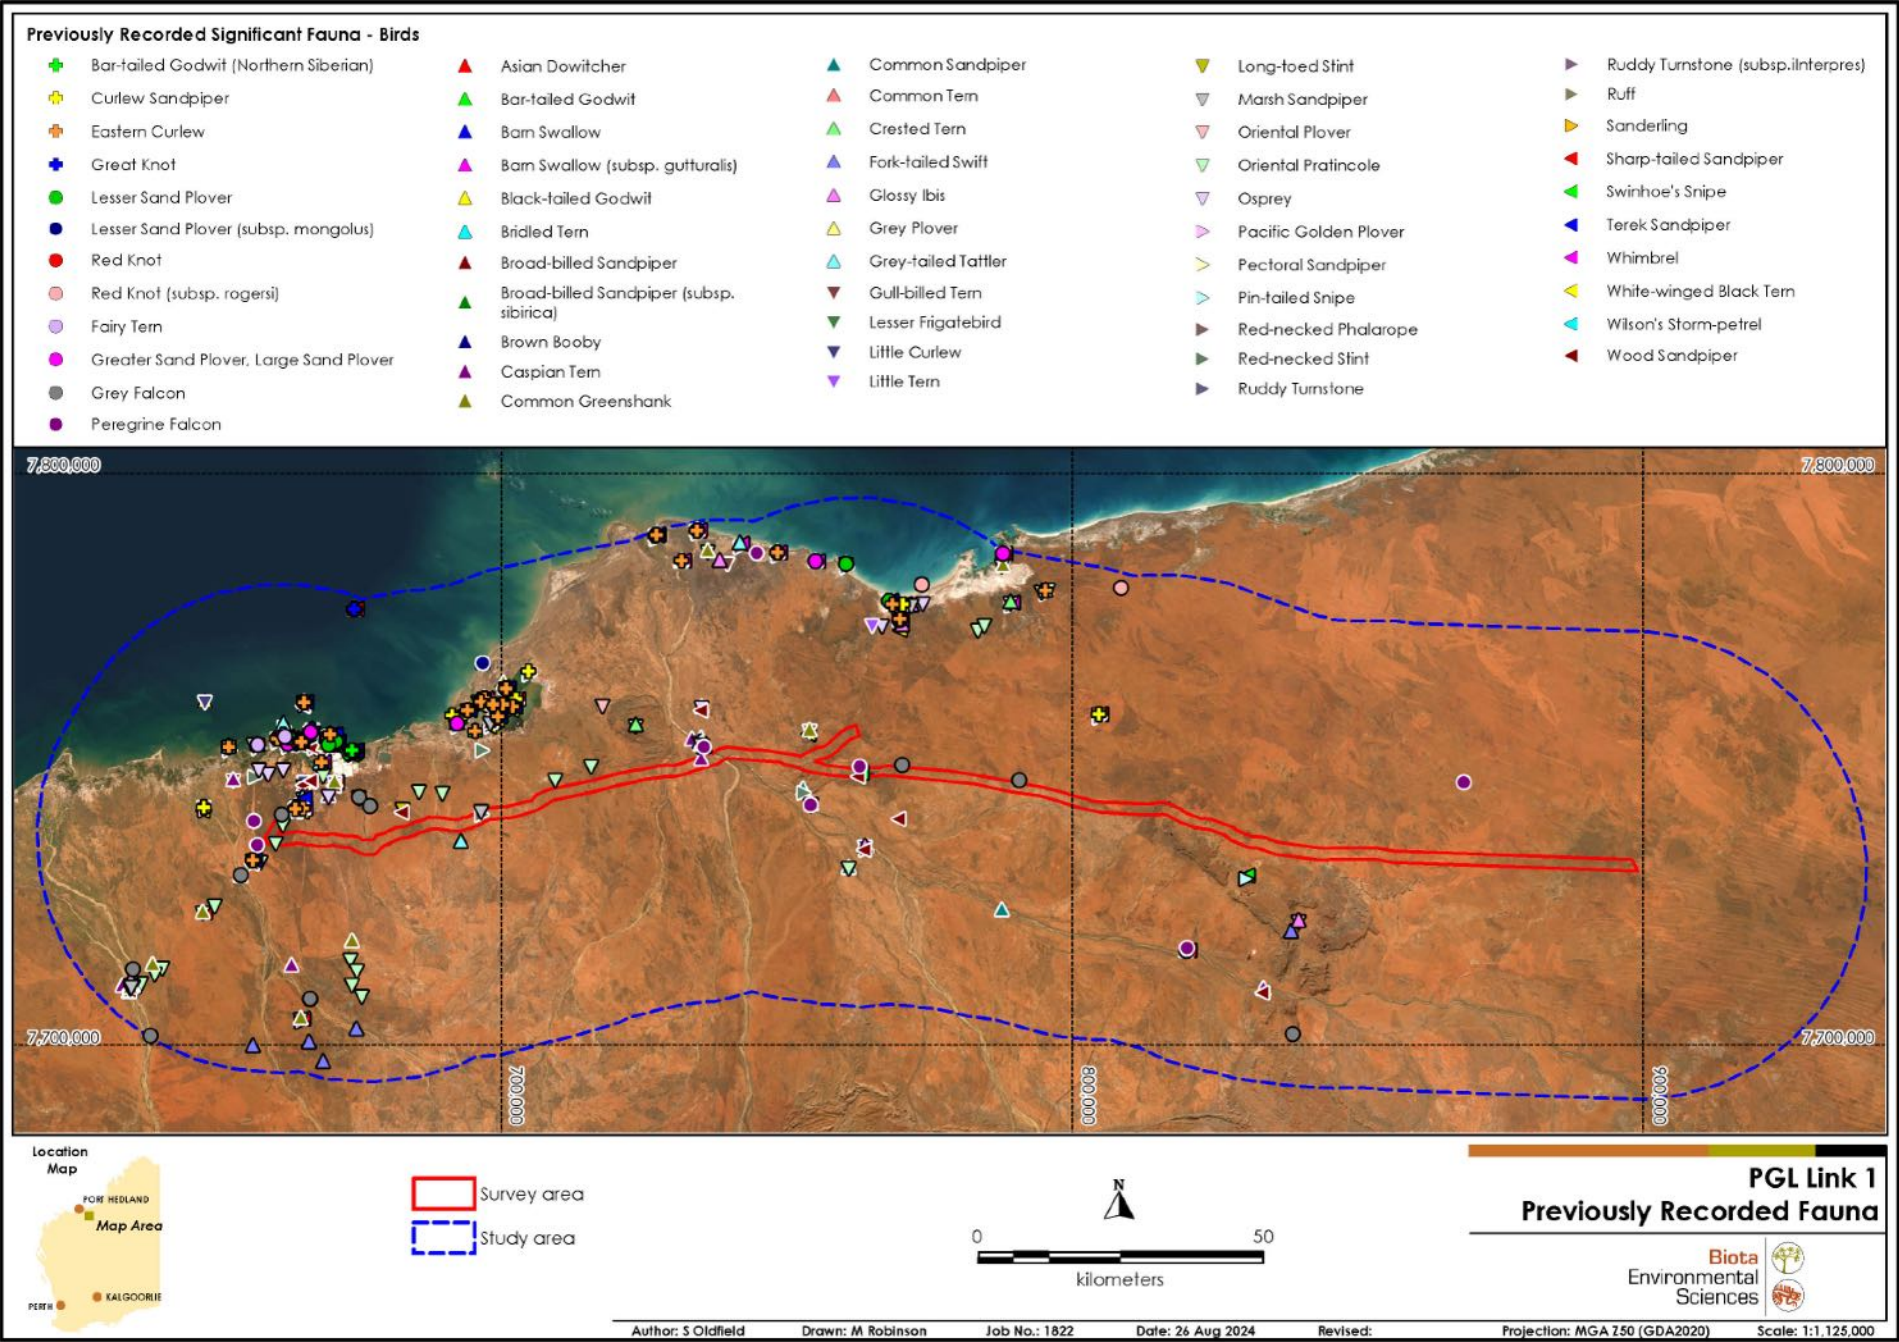 Previously Recorded Significant Fauna - Birds
Bar-tailed Godwit (Northern Siberian)
Curlew Sandpiper
Eastern Curlew
Great Knot
Lesser Sand Plover
Lesser Sand Plover (subsp. mongolus)
Red Knot
Red Knot (subsp. rogersi)
Fairy Tern
Greater Sand Plover, Large Sand Plover
Grey Falcon
Peregrine Falcon
Asian Dowitcher
Bar-tailed Godwit
Barn Swallow
Barn Swallow (subsp. gutturalis)
Black-tailed Godwit
Bridled Tern
Broad-billed Sandpiper
Broad-billed Sandpiper (subsp.
sibirica)
Brown Booby
Caspian Tern
Common Greenshank
Common Sandpiper
Common Tern
Crested Tern
Fork-tailed Swift
Glossy Ibis
Grey Plover
Grey-tailed Tattler
Gull-billed Tern
Lesser Frigatebird
Little Curlew
Little Tern
Long-toed Stint
Marsh Sandpiper
Oriental Plover
Oriental Pratincole
Osprey
Pacific Golden Plover
Pectoral Sandpiper
Pin-tailed Snipe
Red-necked Phalarope
Red-necked Stint
Ruddy Turnstone
Ruddy Turnstone (subsp.iInterpres)
Ruff
Sanderling
Sharp-tailed Sandpiper
Swinhoe's Snipe
Terek Sandpiper
Whimbrel
White-winged Black Tern
Wilson's Storm-petrel
Wood Sandpiper
7,800,000
7,800,000
7,700,000
7,700,000
700,000
800,000
900,000
Location
Map
PORT HEDLAND
Map Area
KALGOORLIE
PERTH
Survey area
Study area
N
0 50
kilometers
PGL Link 1
Previously Recorded Fauna
Biota
Environmental
Sciences
Author: S Oldfield Drawn: M Robinson Job No.: 1822 Date: 26 Aug 2024 Revised: Projection: MGA Z50 (GDA2020) Scale: 1:1,125,000